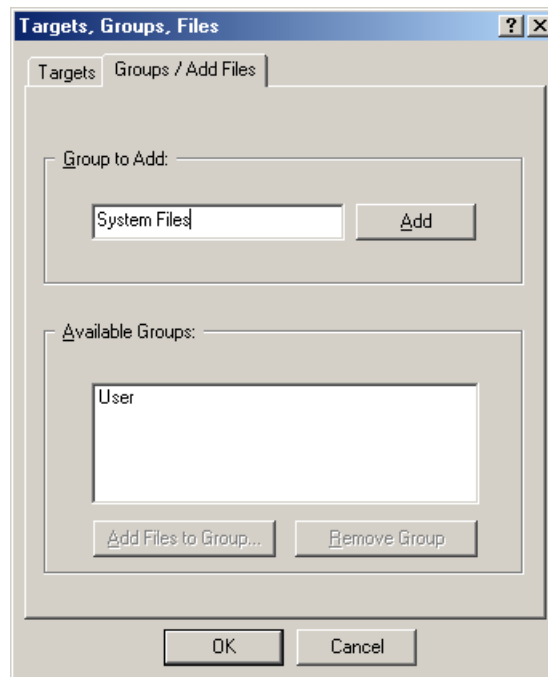 Targets, Groups, Files
Targets
Groups / Add Files
Group to Add:
System Files
Add
Available Groups:
User
Add Files to Group...
Remove Group
OK
Cancel